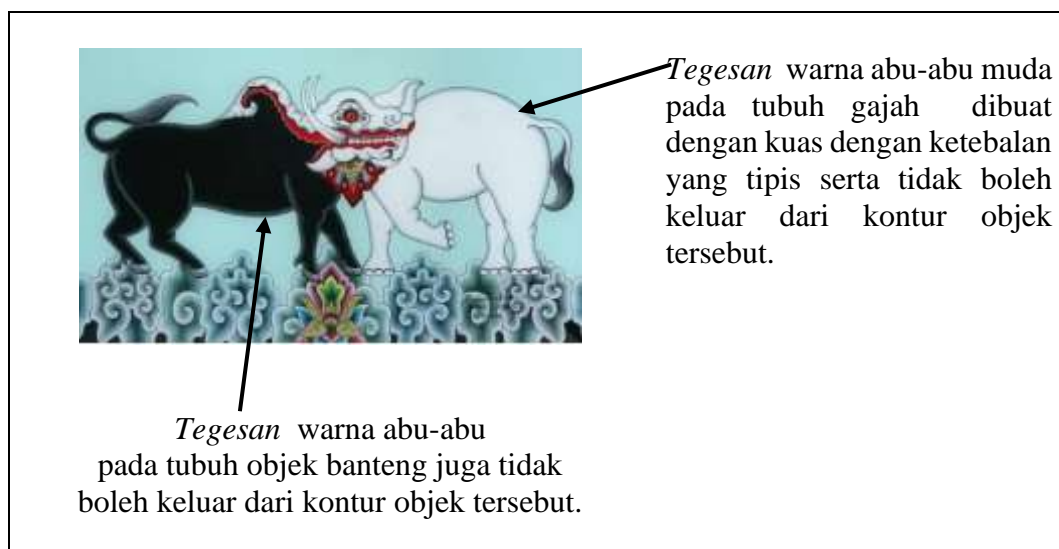 Tegesan warna abu-abu muda
pada tubuh gajah dibuat
dengan kuas dengan ketebalan
yang tipis serta tidak boleh
keluar dari kontur objek
tersebut.
Tegesan warna abu-abu
pada tubuh objek banteng juga tidak
boleh keluar dari kontur objek tersebut.